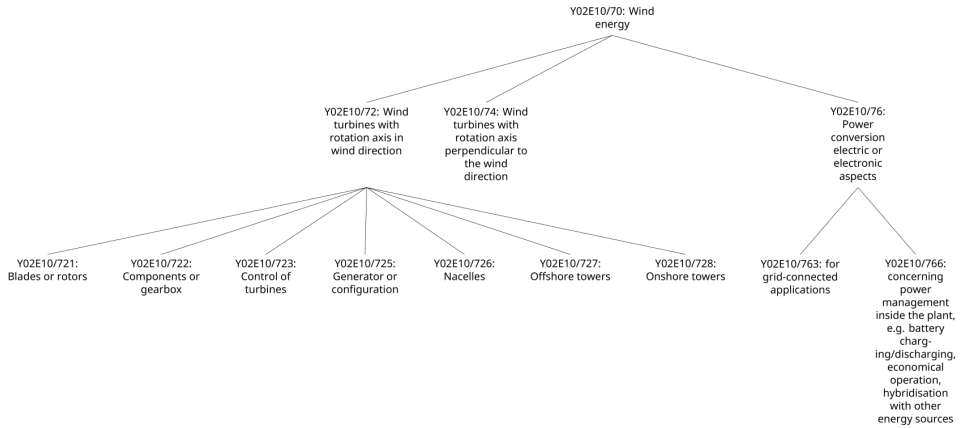 Y02E10/70: Wind
energy
Y02E10/72: Wind
turbines with
rotation axis in
wind direction
Y02E10/74: Wind
turbines with
rotation axis
perpendicular to
the wind
direction
Y02E10/76:
Power
conversion
electric or
electronic
aspects
Y02E10/721:
Blades or rotors
Y02E10/722:
Components or
gearbox
Y02E10/723:
Control of
turbines
Y02E10/725:
Generator or
configuration
Y02E10/726:
Nacelles
Y02E10/727:
Offshore towers
Y02E10/728:
Onshore towers
Y02E10/763: for
grid-connected
applications
Y02E10/766:
concerning
power
management
inside the plant,
e.g. battery
charg-
ing/discharging,
economical
operation,
hybridisation
with other
energy sources